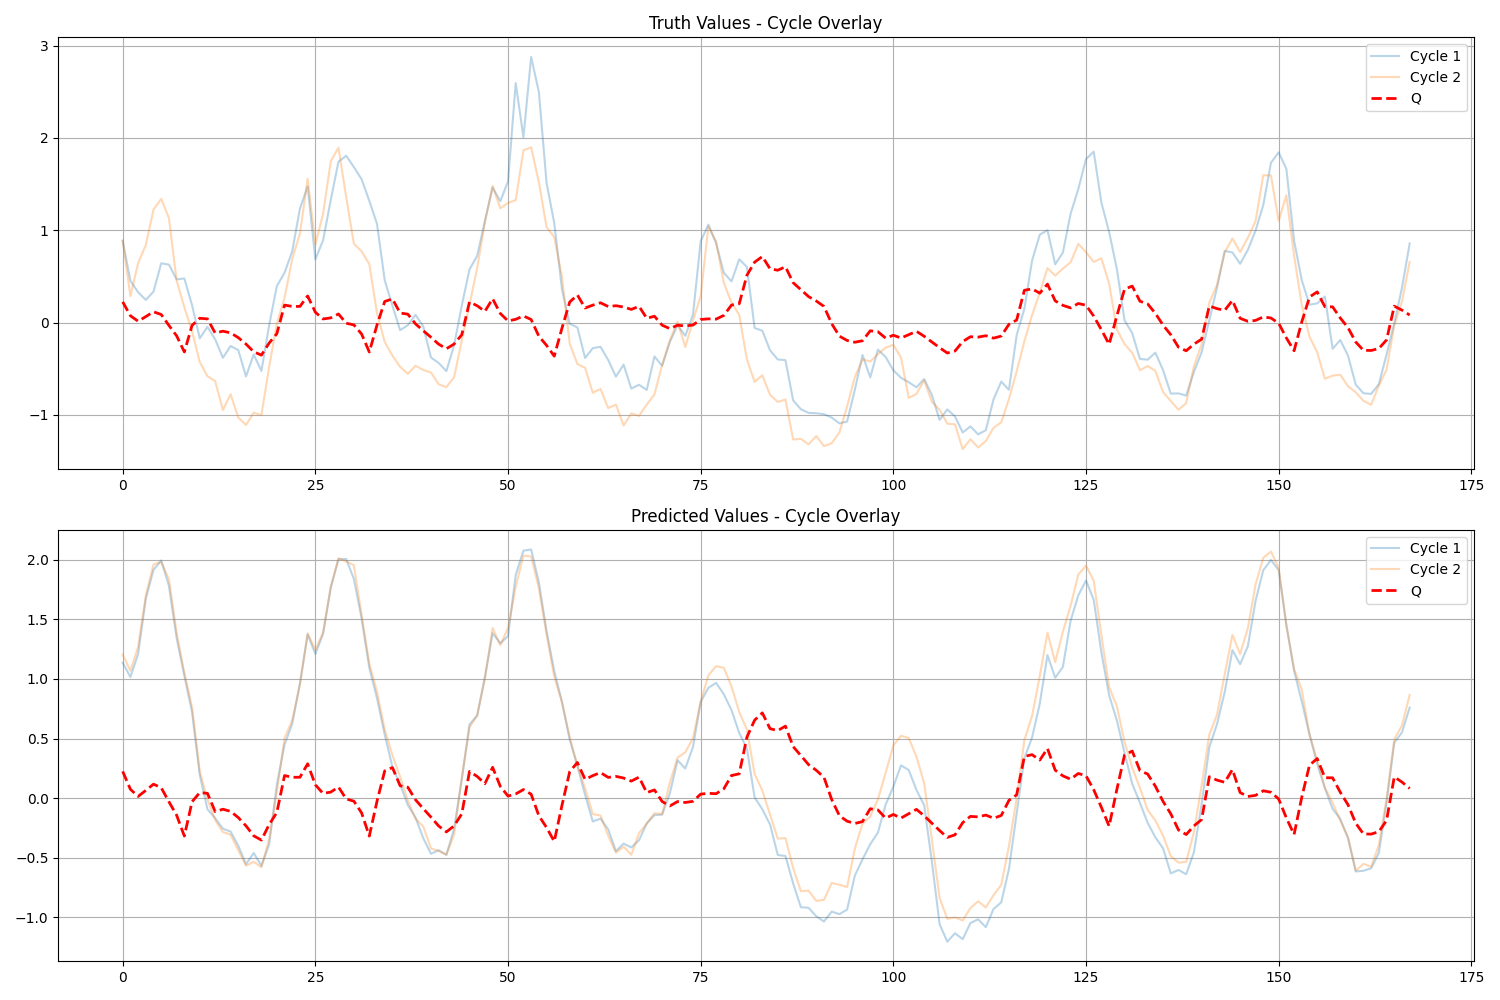 Truth Values - Cycle Overlay
3
2
1
0
−1
Cycle 1
Cycle 2
Q
0 25 50 75 100 125 150 175
Predicted Values - Cycle Overlay
2.0
1.5
1.0
0.5
0.0
−0.5
−1.0
Cycle 1
Cycle 2
Q
0 25 50 75 100 125 150 175